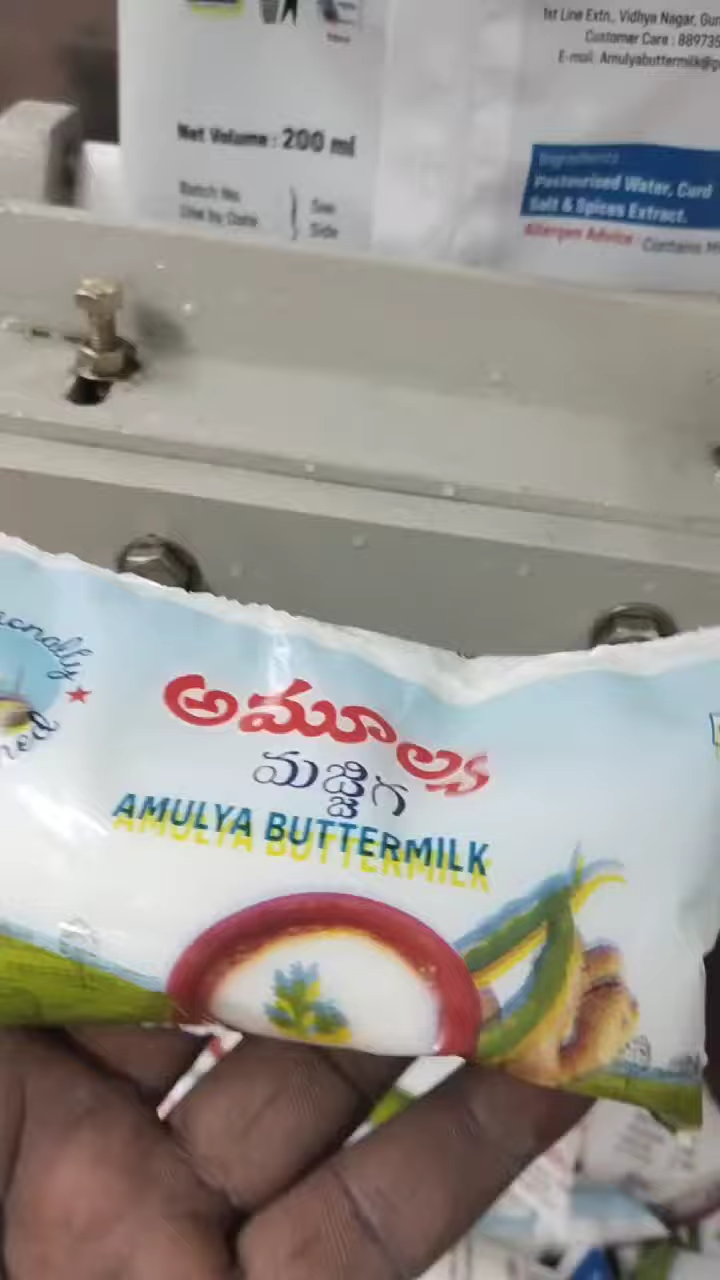 1st Line Extn., Vidhya Nagar, Gun
Customer Care : 889735
E-mail: Amulyabuttermilk@g
Net Volume : 200 ml
Batch No.
Use by Date
See
Side
Ingredients
Pasteurised Water, Curd
Salt & Spices Extract.
Allergen Advice : Contains M
అమూల్య
మజ్జిగ
AMULYA BUTTERMILK